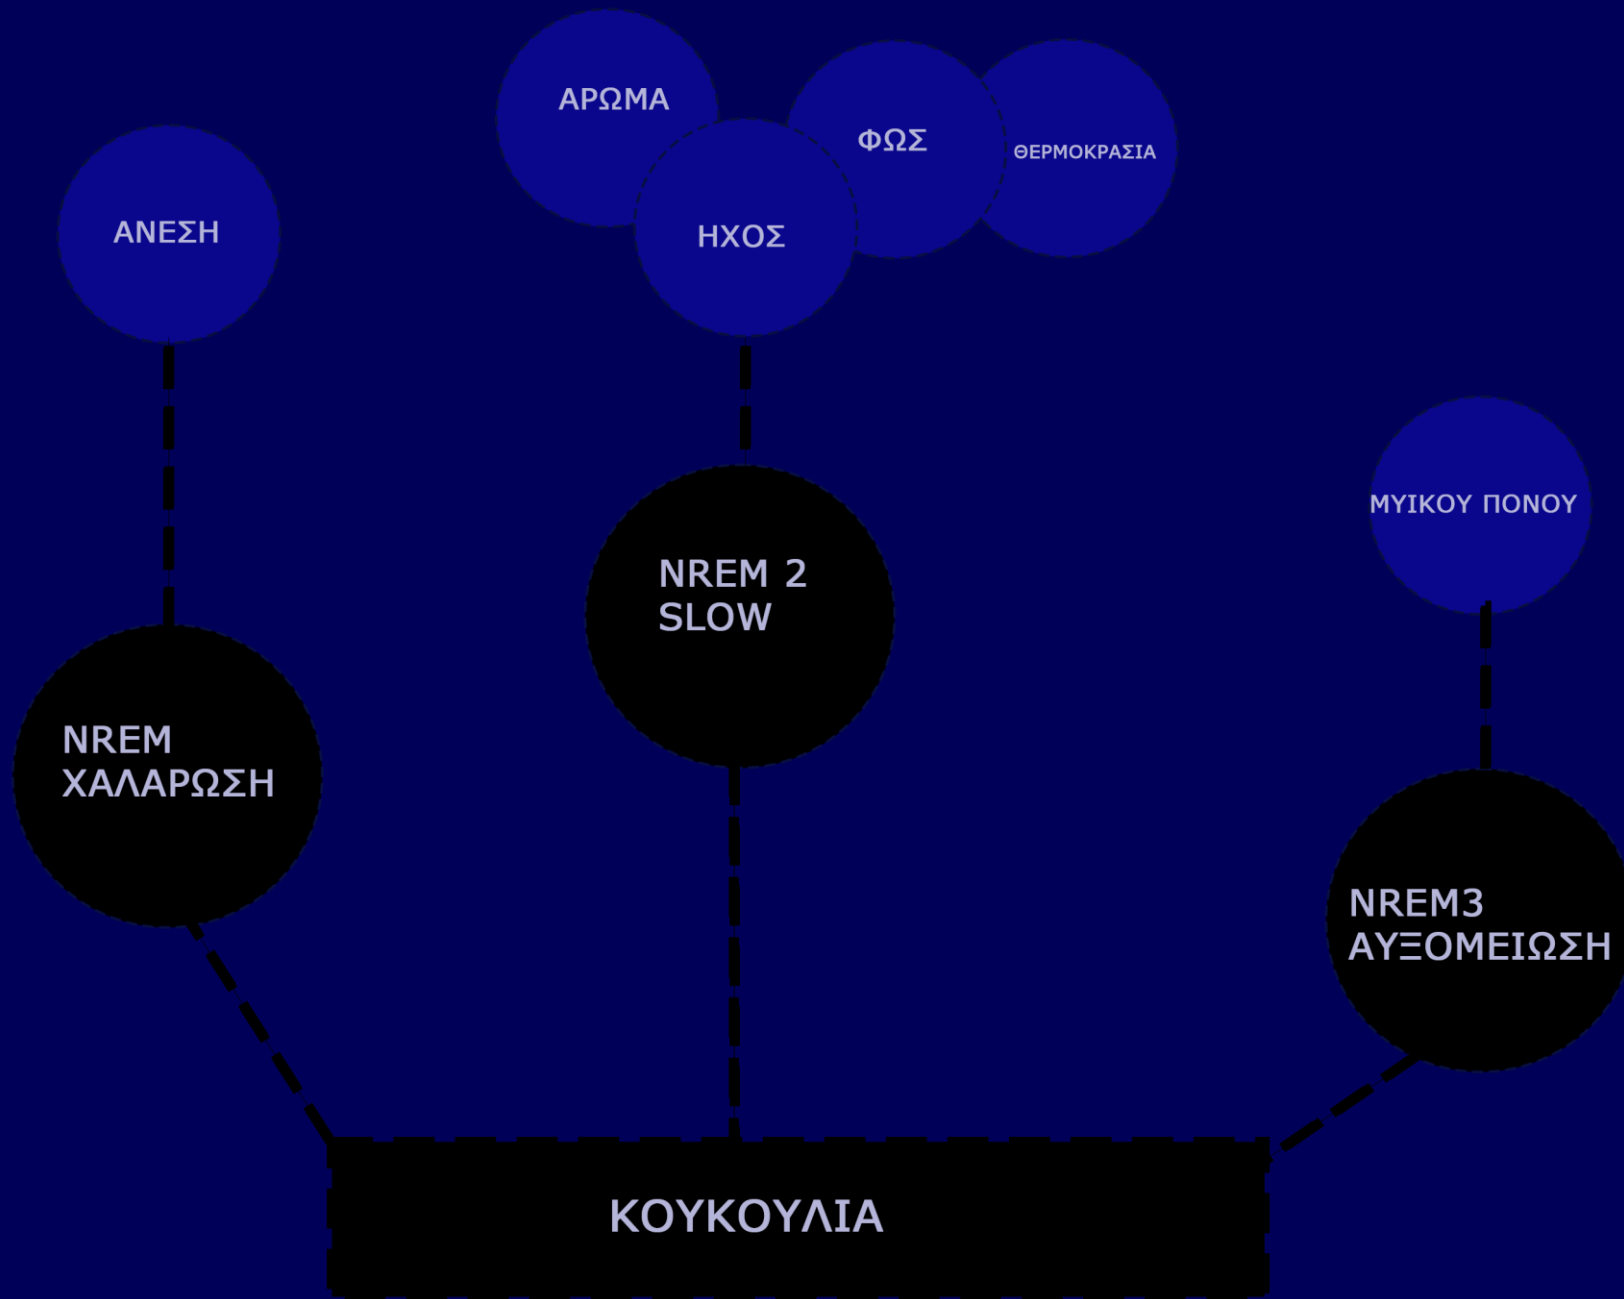 ΑΡΩΜΑ
ΦΩΣ
ΘΕΡΜΟΚΡΑΣΙΑ
ΑΝΕΣΗ
ΗΧΟΣ
ΜΥΙΚΟΥ ΠΟΝΟΥ
NREM 2
SLOW
NREM
ΧΑΛΑΡΩΣΗ
NREM3
ΑΥΞΟΜΕΙΩΣΗ
ΚΟΥΚΟΥΛΙΑ